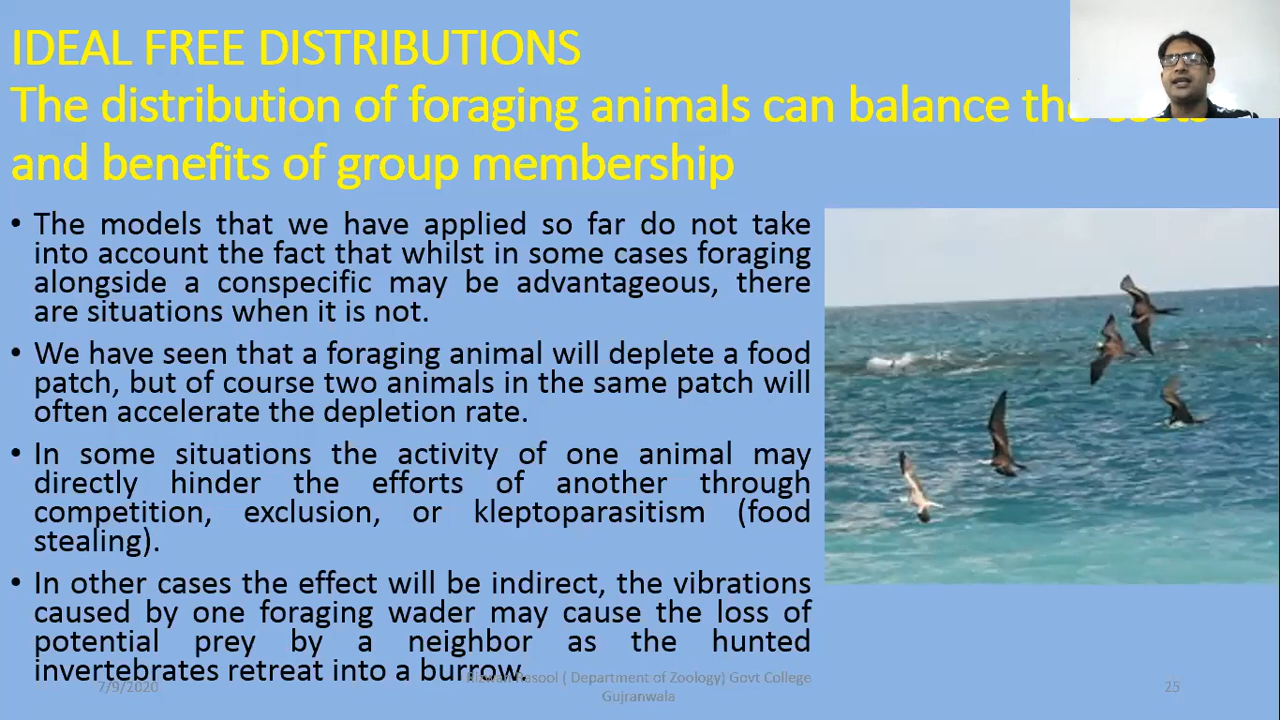 IDEAL FREE DISTRIBUTIONS
The distribution of foraging animals can balance the costs
and benefits of group membership
• The models that we have applied so far do not take
into account the fact that whilst in some cases foraging
alongside a conspecific may be advantageous, there
are situations when it is not.
• We have seen that a foraging animal will deplete a food
patch, but of course two animals in the same patch will
often accelerate the depletion rate.
• In some situations the activity of one animal may
directly hinder the efforts of another through
competition, exclusion, or kleptoparasitism (food
stealing).
• In other cases the effect will be indirect, the vibrations
caused by one foraging wader may cause the loss of
potential prey by a neighbor as the hunted
invertebrates retreat into a burrow.
7/9/2020
Rizwan Rasool ( Department of Zoology) Govt College
Gujranwala
25